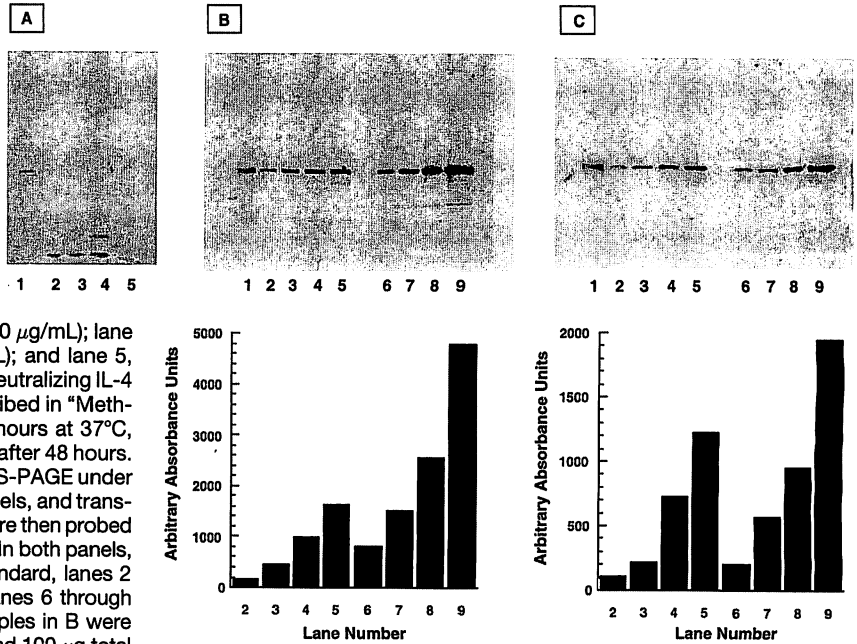 A
B
C
1 2 3 4 5
1 2 3 4 5 6 7 8 9
1 2 3 4 5 6 7 8 9
0 μg/mL); lane
L); and lane 5,
eutralizing IL-4
ibed in "Meth-
hours at 37°C,
after 48 hours.
S-PAGE under
els, and trans-
re then probed
In both panels,
ndard, lanes 2
anes 6 through
ples in B were
Arbitrary Absorbance Units
5000
4000
3000
2000
1000
0
2 3 4 5 6 7 8 9
Lane Number
Arbitrary Absorbance Units
2000
1500
1000
500
0
2 3 4 5 6 7 8 9
Lane Number